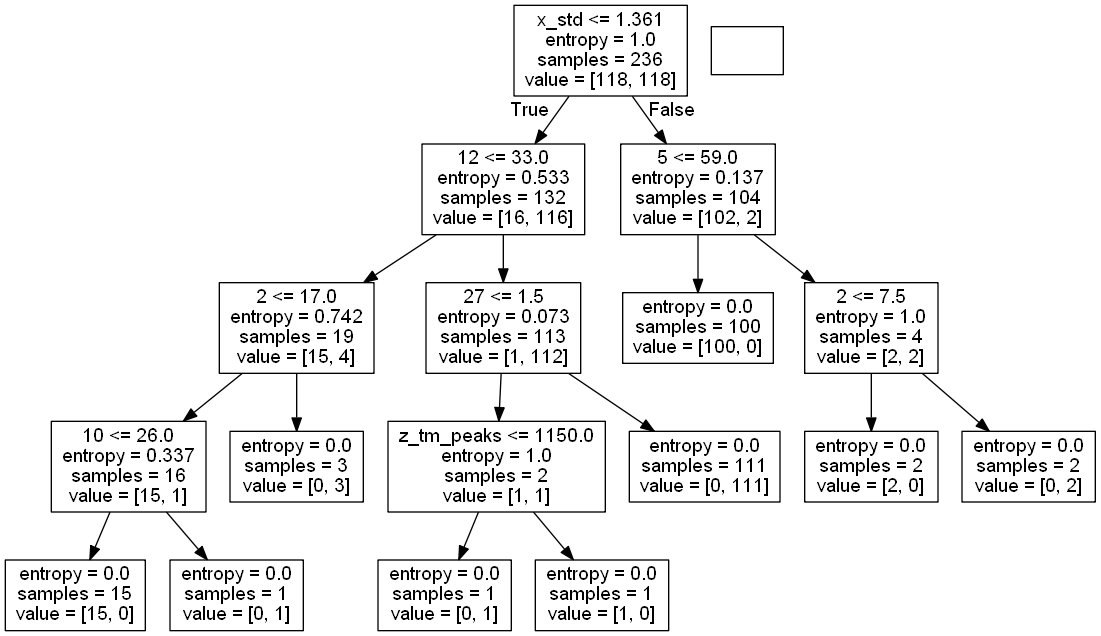 x_std <= 1.361
entropy = 1.0
samples = 236
value = [118, 118]
True
False
12 <= 33.0
entropy = 0.533
samples = 132
value = [16, 116]
5 <= 59.0
entropy = 0.137
samples = 104
value = [102, 2]
2 <= 17.0
entropy = 0.742
samples = 19
value = [15, 4]
27 <= 1.5
entropy = 0.073
samples = 113
value = [1, 112]
entropy = 0.0
samples = 100
value = [100, 0]
2 <= 7.5
entropy = 1.0
samples = 4
value = [2, 2]
10 <= 26.0
entropy = 0.337
samples = 16
value = [15, 1]
entropy = 0.0
samples = 3
value = [0, 3]
z_tm_peaks <= 1150.0
entropy = 1.0
samples = 2
value = [1, 1]
entropy = 0.0
samples = 111
value = [0, 111]
entropy = 0.0
samples = 2
value = [2, 0]
entropy = 0.0
samples = 2
value = [0, 2]
entropy = 0.0
samples = 15
value = [15, 0]
entropy = 0.0
samples = 1
value = [0, 1]
entropy = 0.0
samples = 1
value = [0, 1]
entropy = 0.0
samples = 1
value = [1, 0]